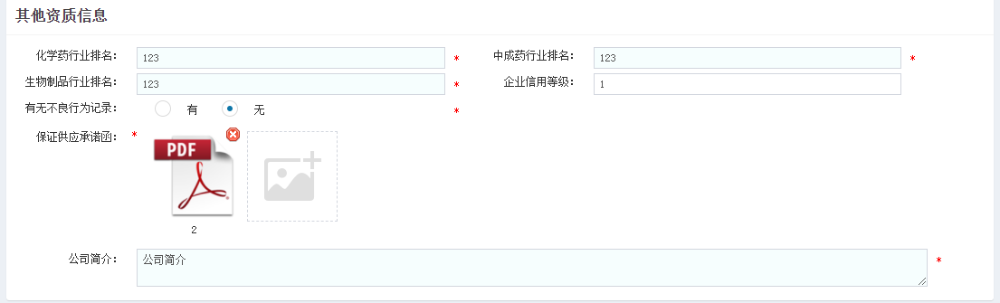 其他资质信息
化学药行业排名： 123 * 中成药行业排名： 123 *
生物制品行业排名： 123 * 企业信用等级： 1
有无不良行为记录： 有 无 *
保证供应承诺函： * PDF
2
公司简介： 公司简介 *